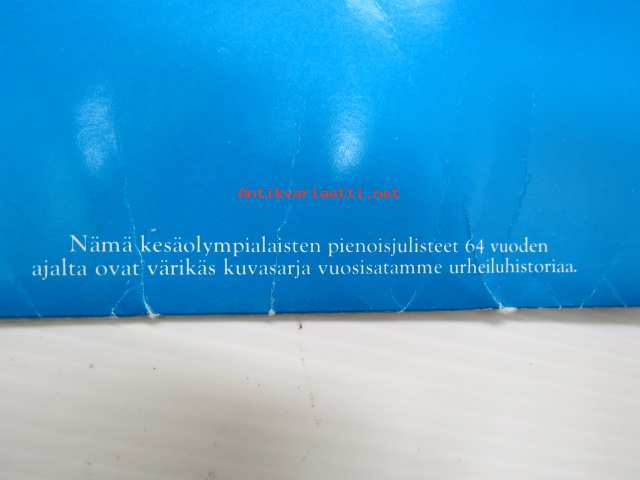 Antikvariaatti.net
Nämä kesäolympialaisten pienoisjulisteet 64 vuoden
ajalta ovat värikäs kuvasarja vuosisatamme urheiluhistoriaa.